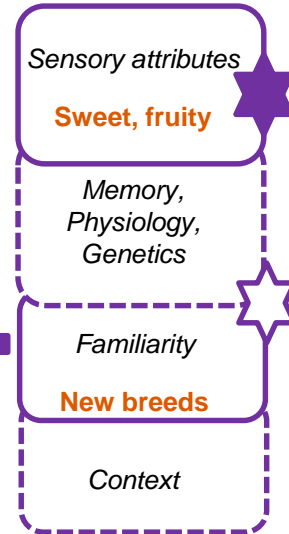 Sensory attributes
Sweet, fruity
Memory,
Physiology,
Genetics
Familiarity
New breeds
Context